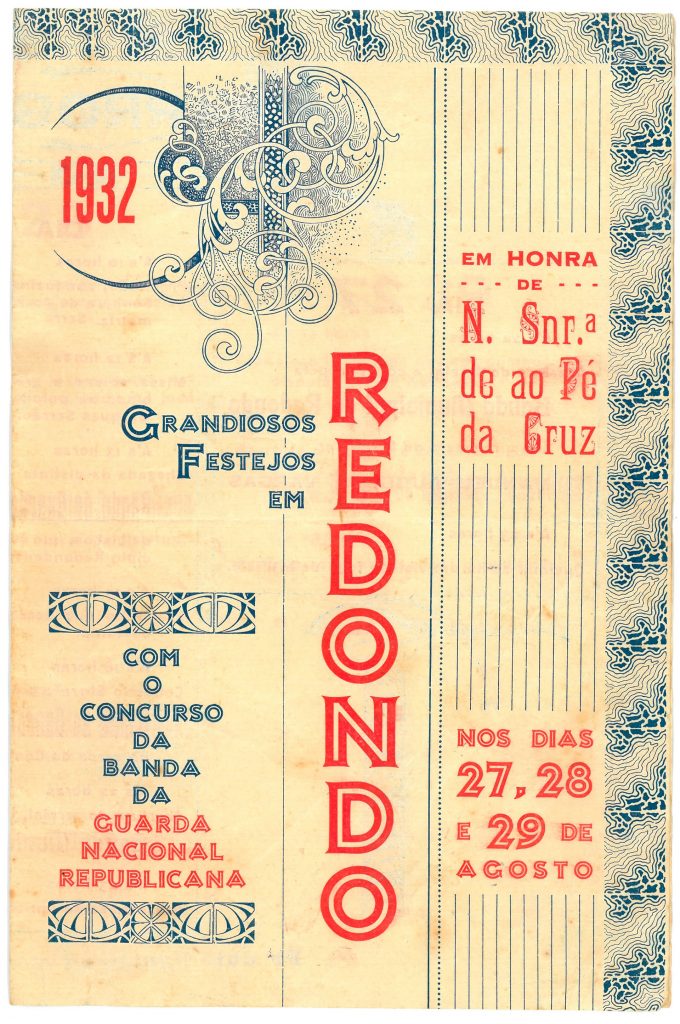 1932
GRANDIOSOS
FESTEJOS
EM
REDONDO
EM HONRA
--- DE ---
N. Snr.ª
de ao Pé
da Cruz
COM
O
CONCURSO
DA
BANDA
DA
GUARDA
NACIONAL
REPUBLICANA
NOS DIAS
27, 28
E 29 DE
AGOSTO